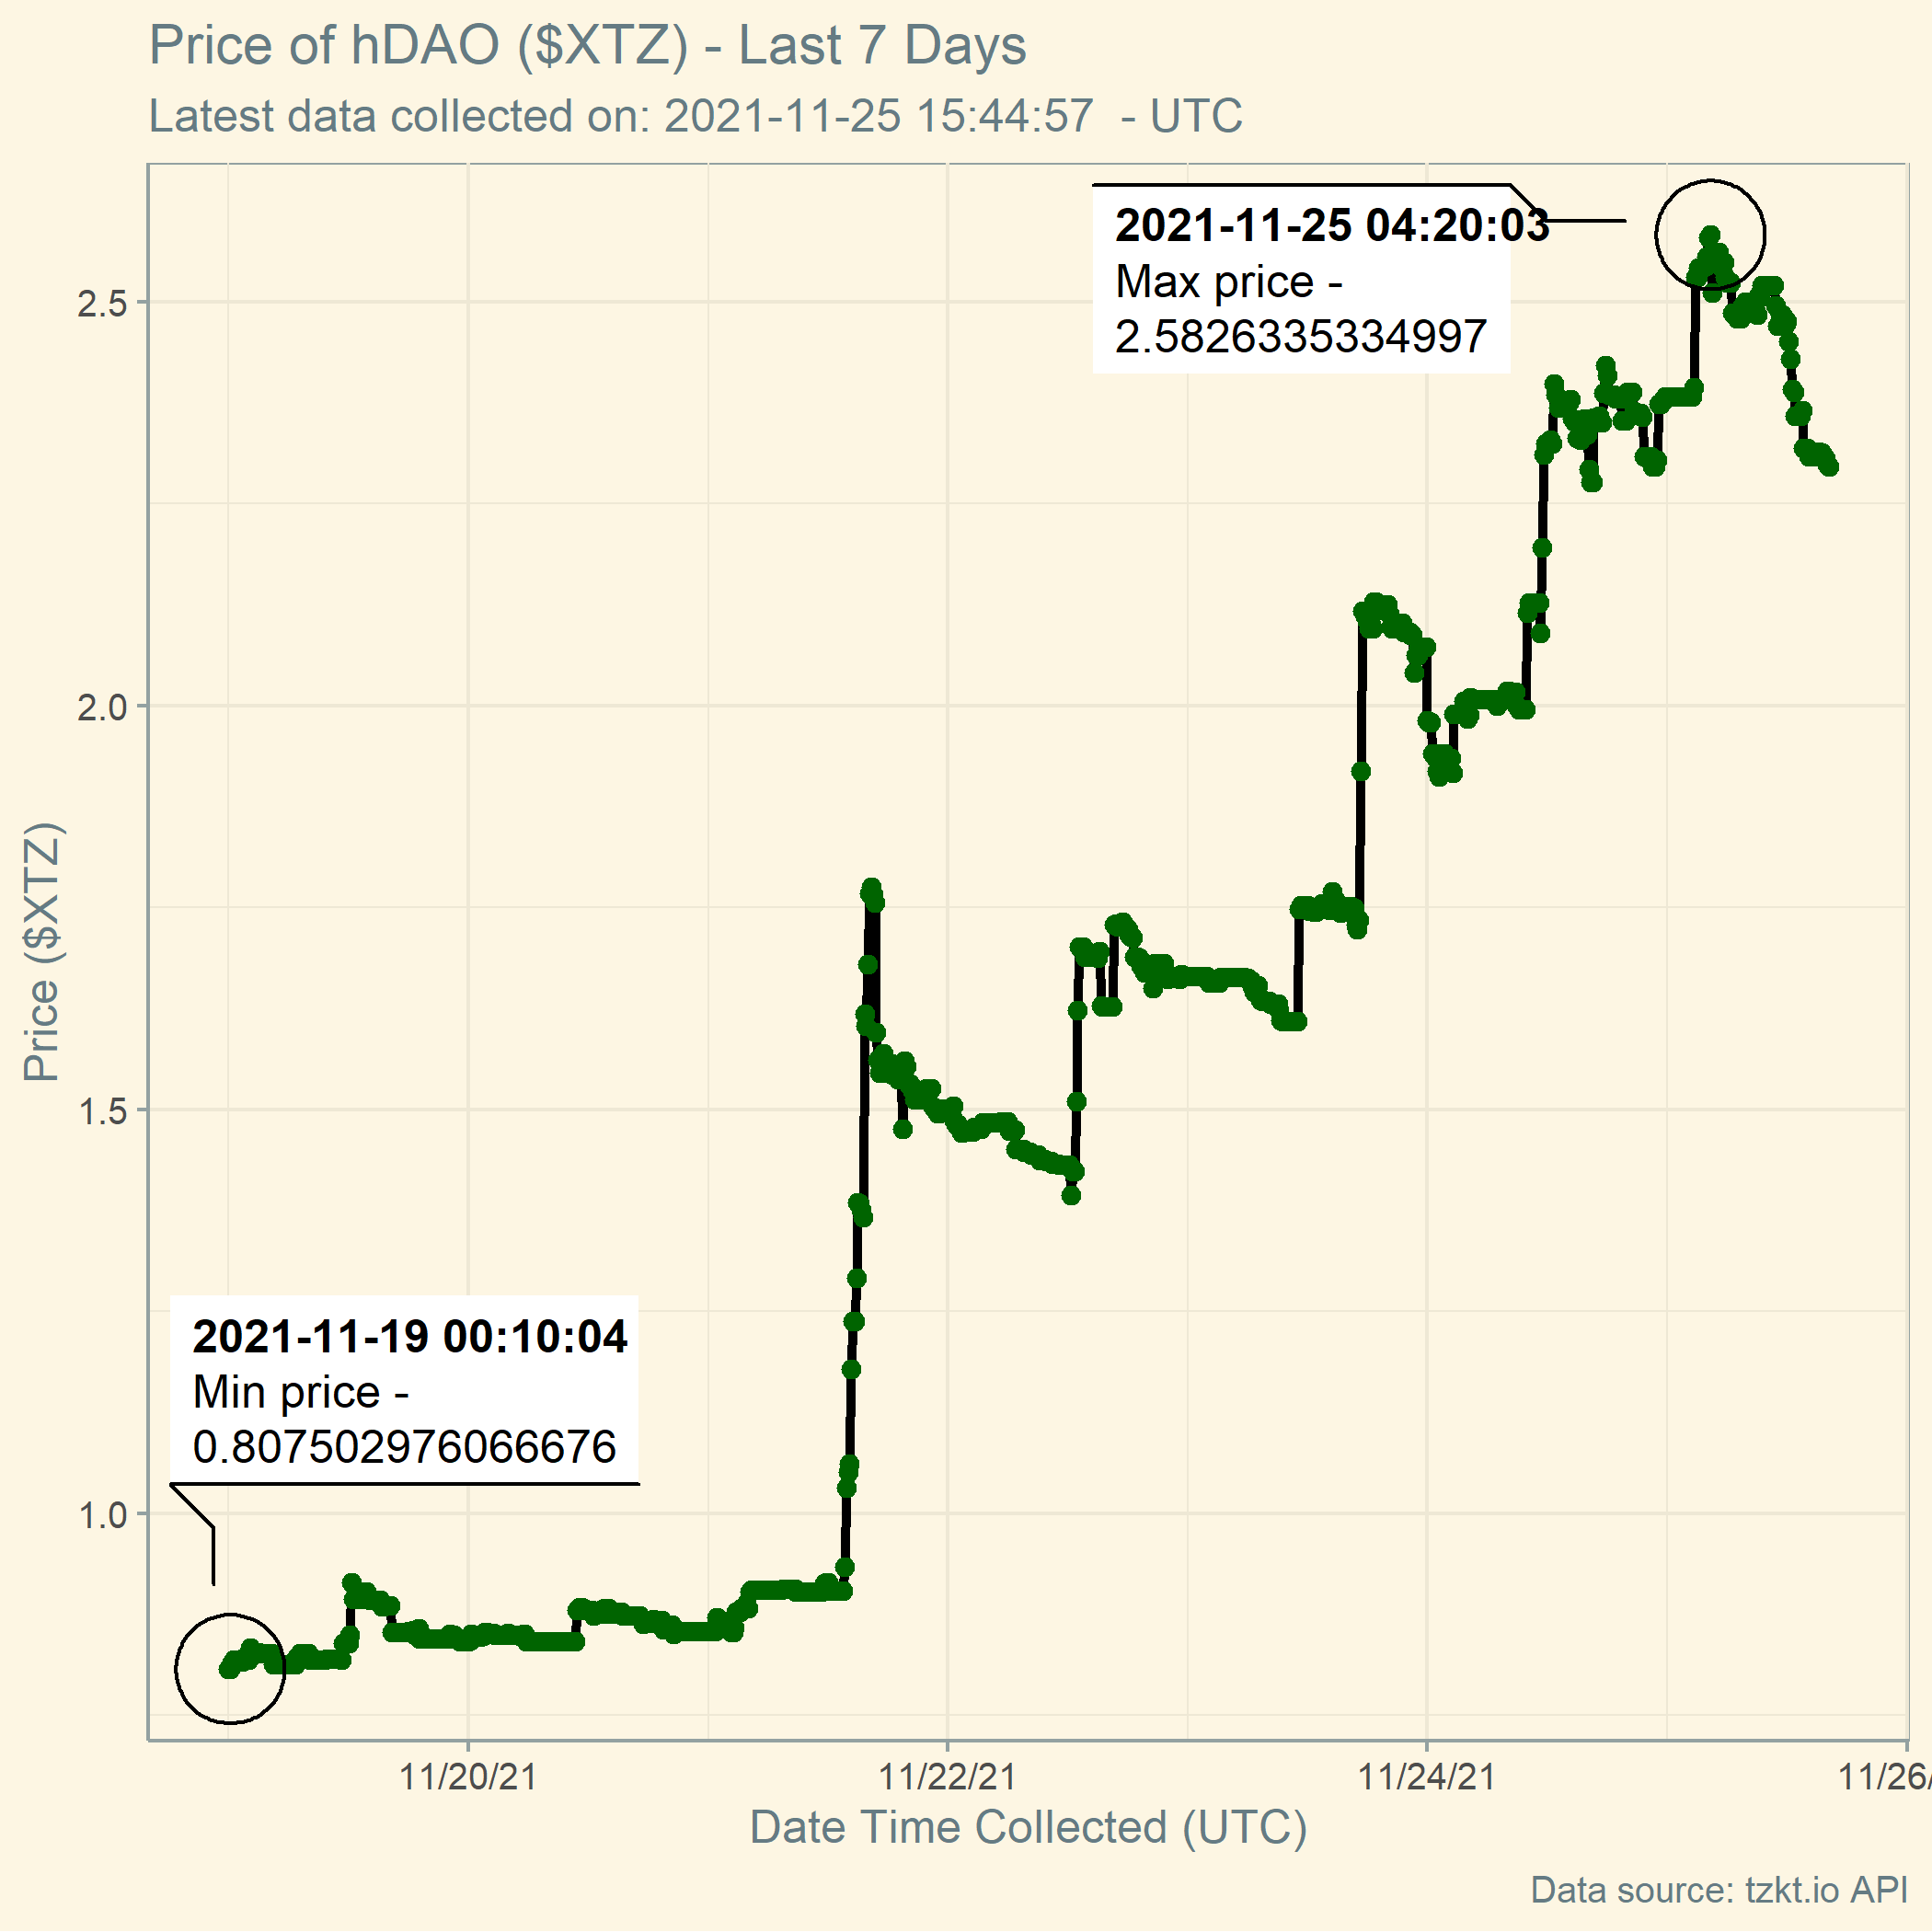 Price of hDAO ($XTZ) - Last 7 Days
Latest data collected on: 2021-11-25 15:44:57  - UTC
2021-11-25 04:20:03
Max price -
2.5826335334997
2.5
2.0
1.5
1.0
Price ($XTZ)
2021-11-19 00:10:04
Min price -
0.807502976066676
11/20/21
11/22/21
11/24/21
11/26/
Date Time Collected (UTC)
Data source: tzkt.io API